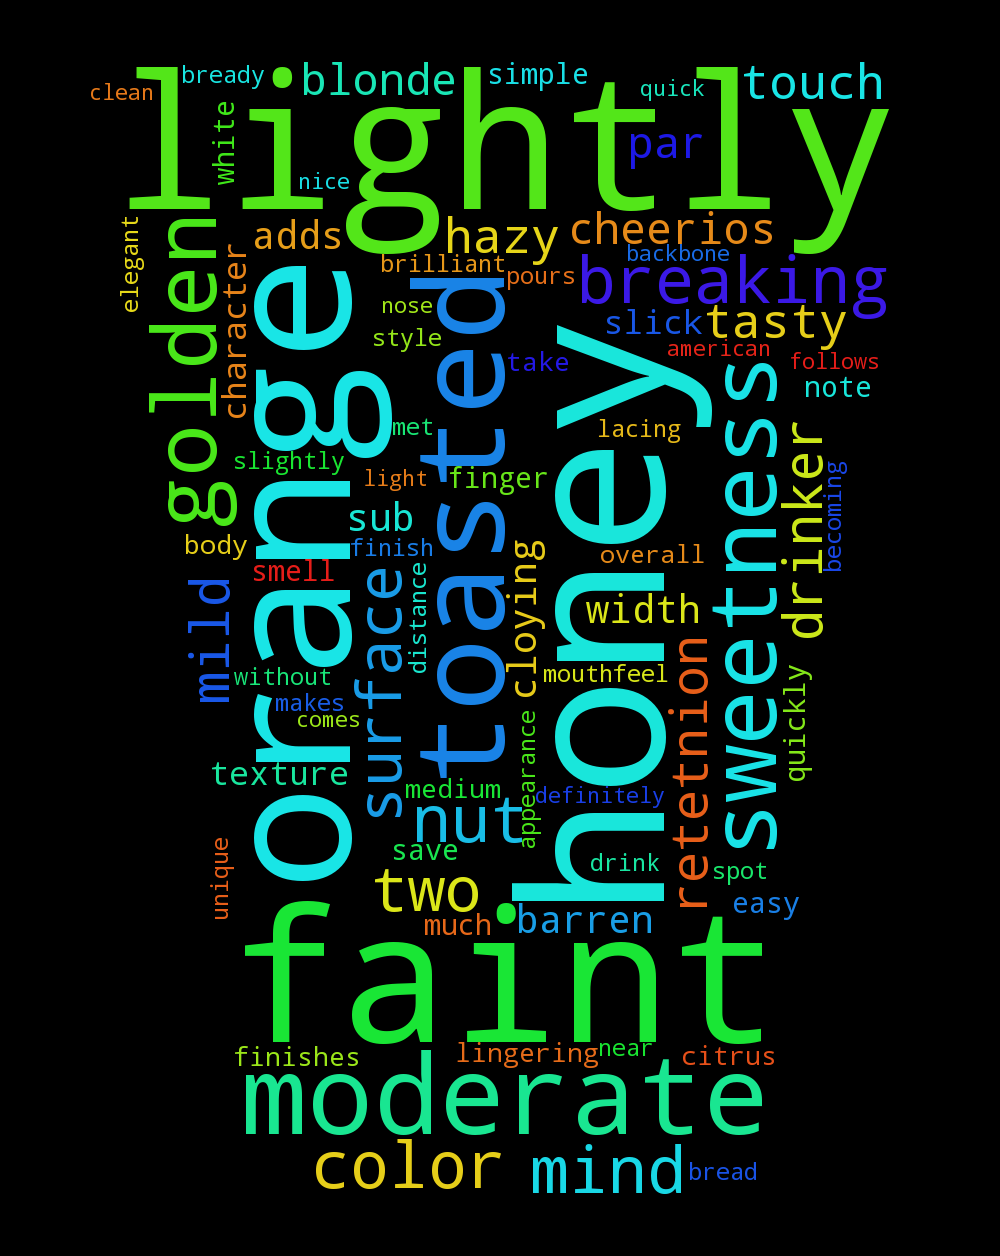 lightly
clean
bready
blonde
simple
quick
touch
white
nice
par
elegant
golden
character
adds
hazy
cheerios
brilliant
pours
backbone
breaking
orange
nose
toasted
slick
tasty
style
take
american
follows
honey
note
met
lacing
sweetness
slightly
light
finger
drinker
becoming
sub
body
finish
smell
distance
cloying
overall
mild
surface
width
without
mouthfeel
makes
comes
retetnion
quickly
texture
medium
appearance
definitely
nut
unique
save
drink
spot
two
easy
much
barren
faint
finishes
lingering
near
citrus
moderate
color
mind
bread